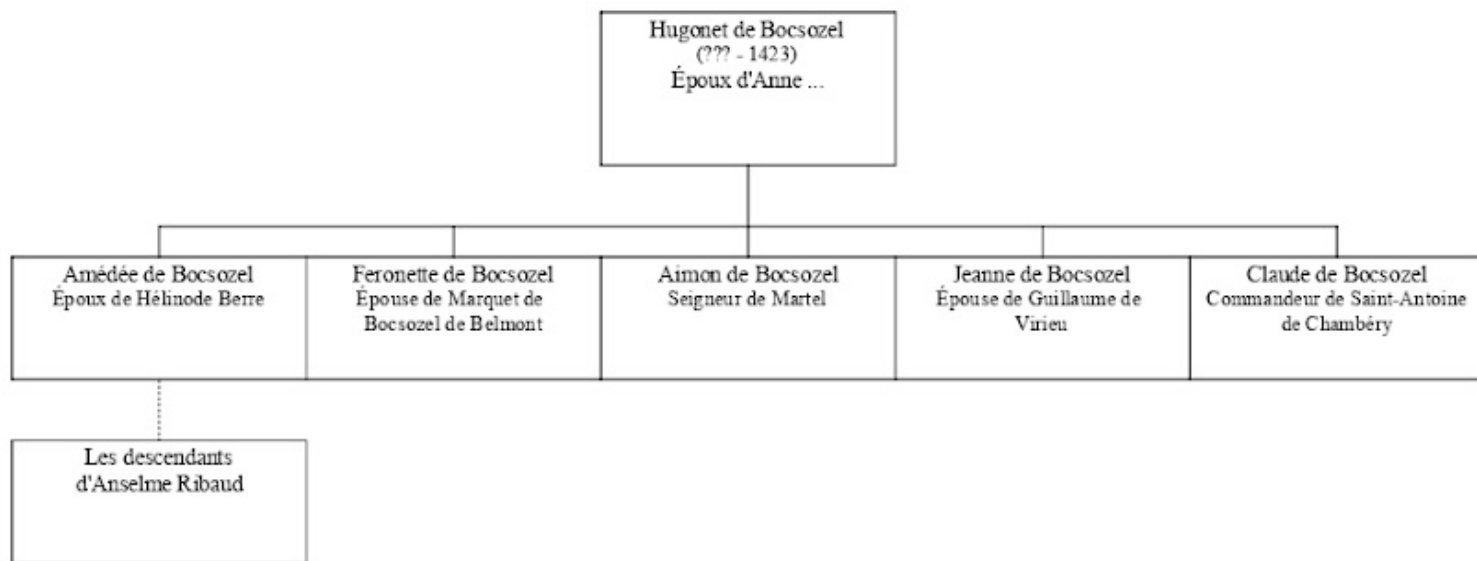 Hugonet de Bocsozel
(??? - 1423)
Époux d'Anne ...
Amédée de Bocsozel
Époux de Hélinode Berre
Feronette de Bocsozel
Épouse de Marquet de
Bocsozel de Belmont
Aimon de Bocsozel
Seigneur de Martel
Jeanne de Bocsozel
Épouse de Guillaume de
Virieu
Claude de Bocsozel
Commandeur de Saint-Antoine
de Chambéry
Les descendants
d'Anselme Ribaud